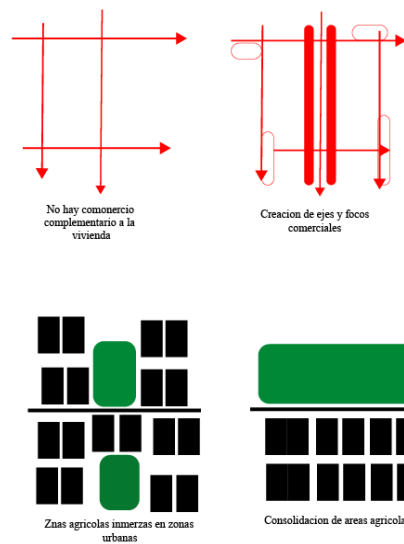 No hay comonercio
complementario a la
vivienda
Creacion de ejes y focos
comerciales
Znas agricolas inmerzas en zonas
urbanas
Consolidacion de areas agricola